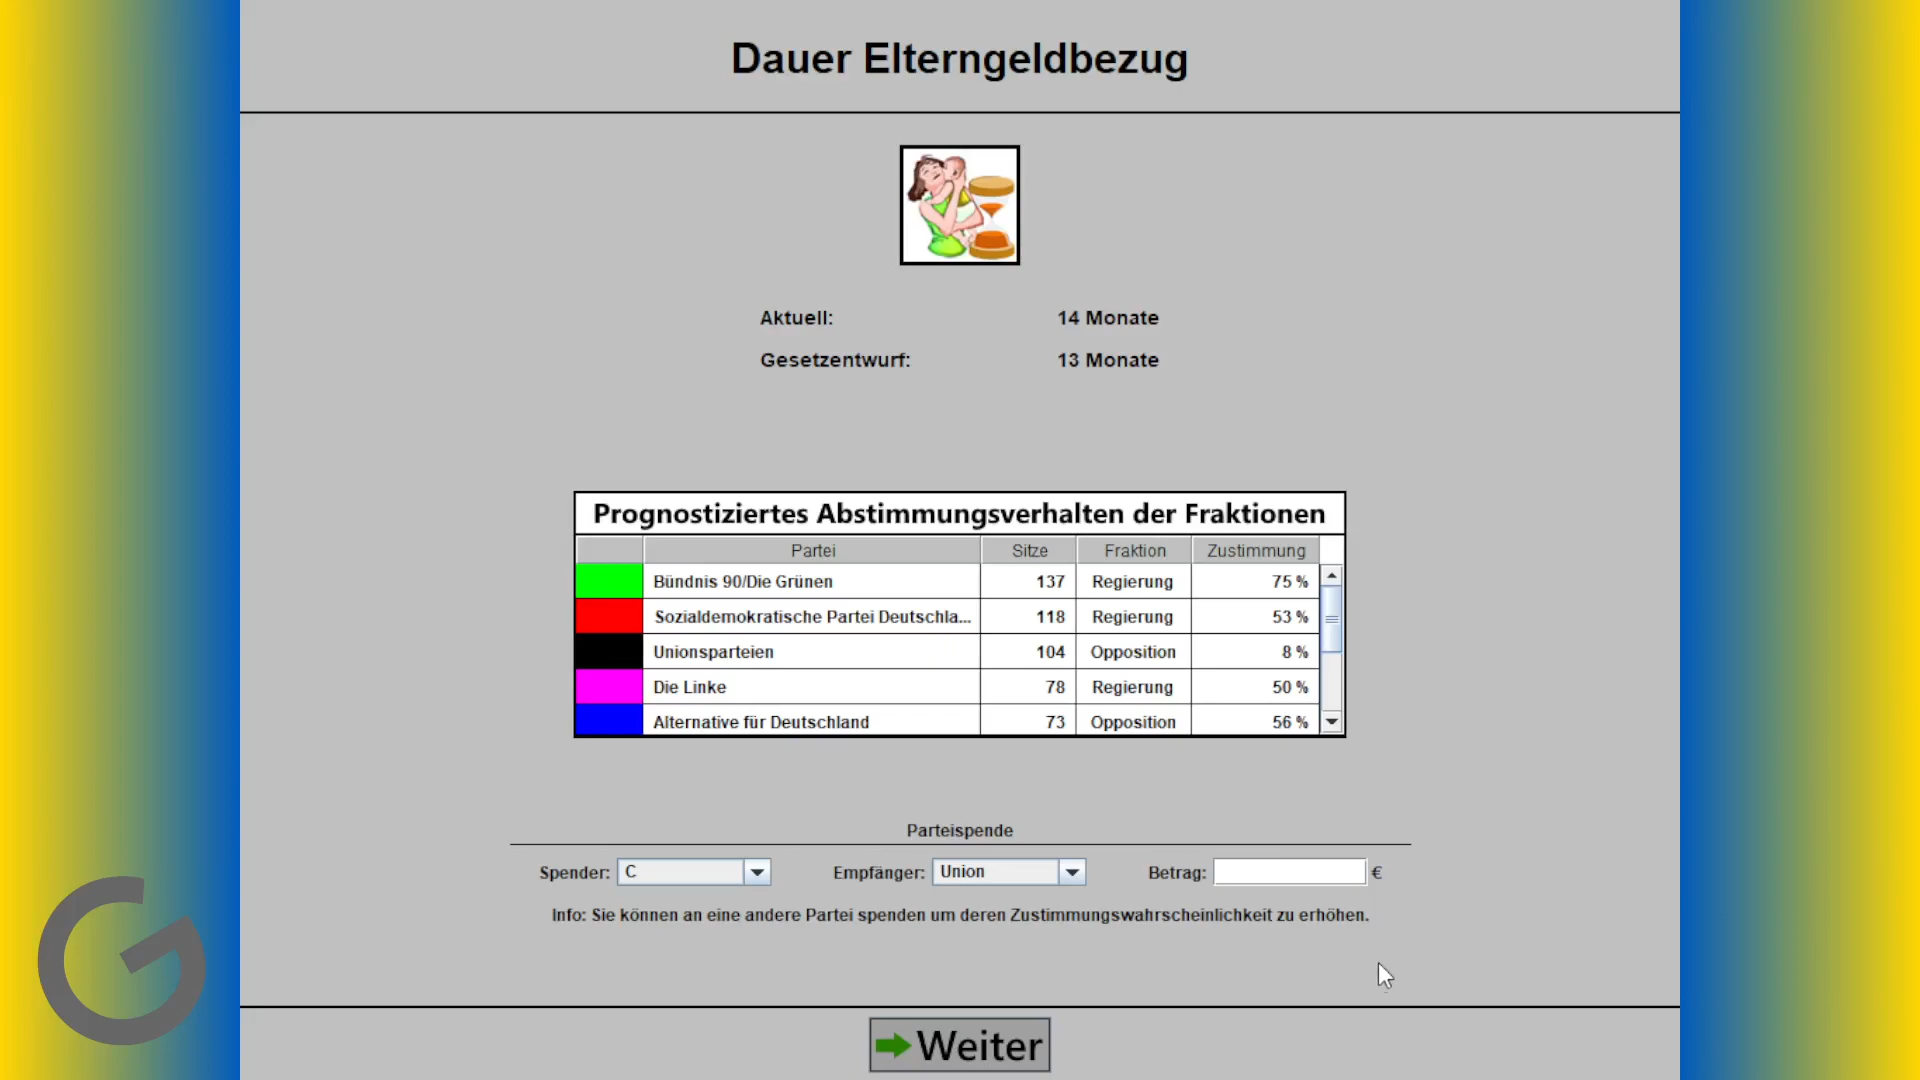 Dauer Elterngeldbezug
Aktuell: 14 Monate
Gesetzentwurf: 13 Monate
Prognostiziertes Abstimmungsverhalten der Fraktionen
Partei Sitze Fraktion Zustimmung
Bündnis 90/Die Grünen 137 Regierung 75 %
Sozialdemokratische Partei Deutschla... 118 Regierung 53 %
Unionsparteien 104 Opposition 8 %
Die Linke 78 Regierung 50 %
Alternative für Deutschland 73 Opposition 56 %
Parteispende
Spender: C Empfänger: Union Betrag: €
Info: Sie können an eine andere Partei spenden um deren Zustimmungswahrscheinlichkeit zu erhöhen.
G
Weiter